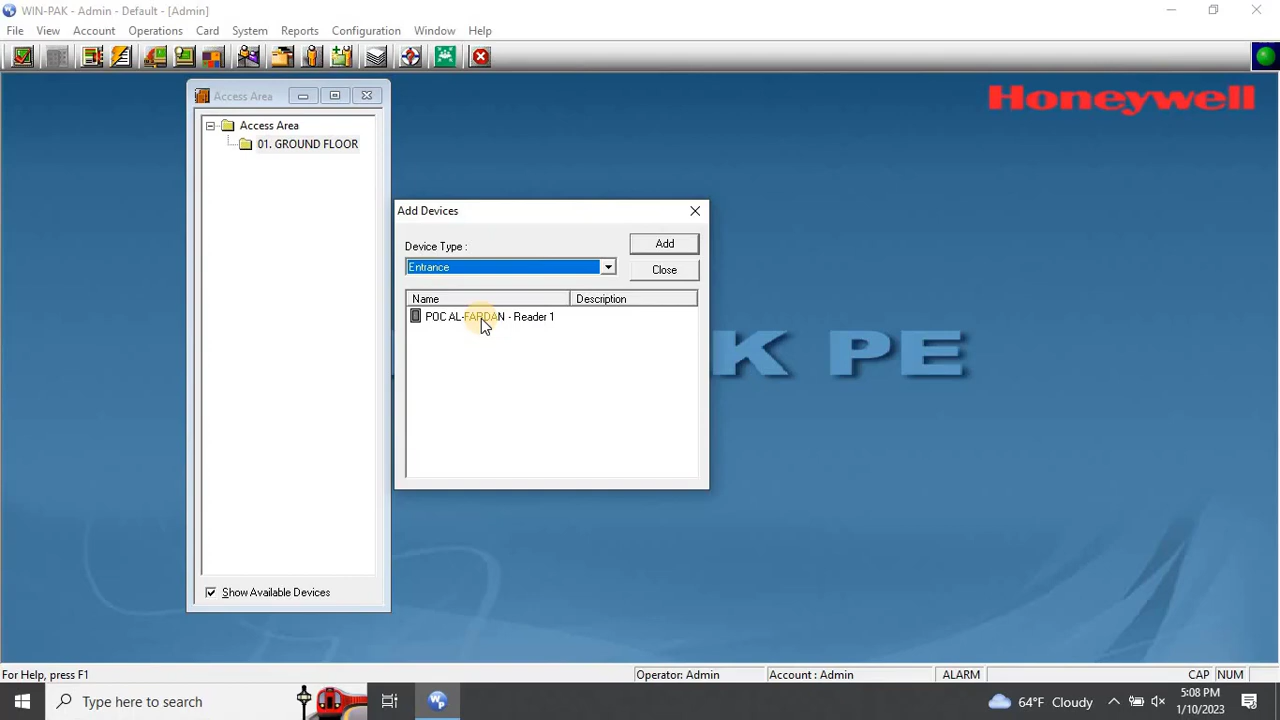 WIN-PAK - Admin - Default - [Admin]
File View Account Operations Card System Reports Configuration Window Help
Honeywell
Access Area
Access Area
01. GROUND FLOOR
Show Available Devices
Add Devices
Device Type :
Entrance
Add
Close
Name Description
POC AL-FARDAN - Reader 1
K PE
For Help, press F1
Operator: Admin
Account : Admin
ALARM
CAP
NUM
Type here to search
64°F Cloudy
5:08 PM
1/10/2023